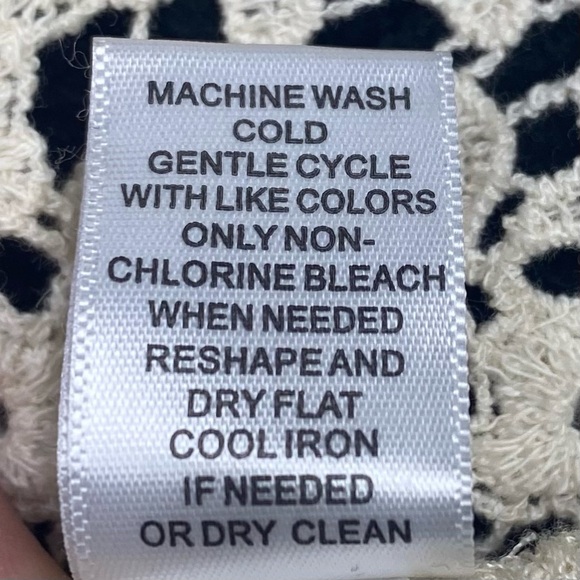 MACHINE WASH
COLD
GENTLE CYCLE
WITH LIKE COLORS
ONLY NON-
CHLORINE BLEACH
WHEN NEEDED
RESHAPE AND
DRY FLAT
COOL IRON
IF NEEDED
OR DRY CLEAN